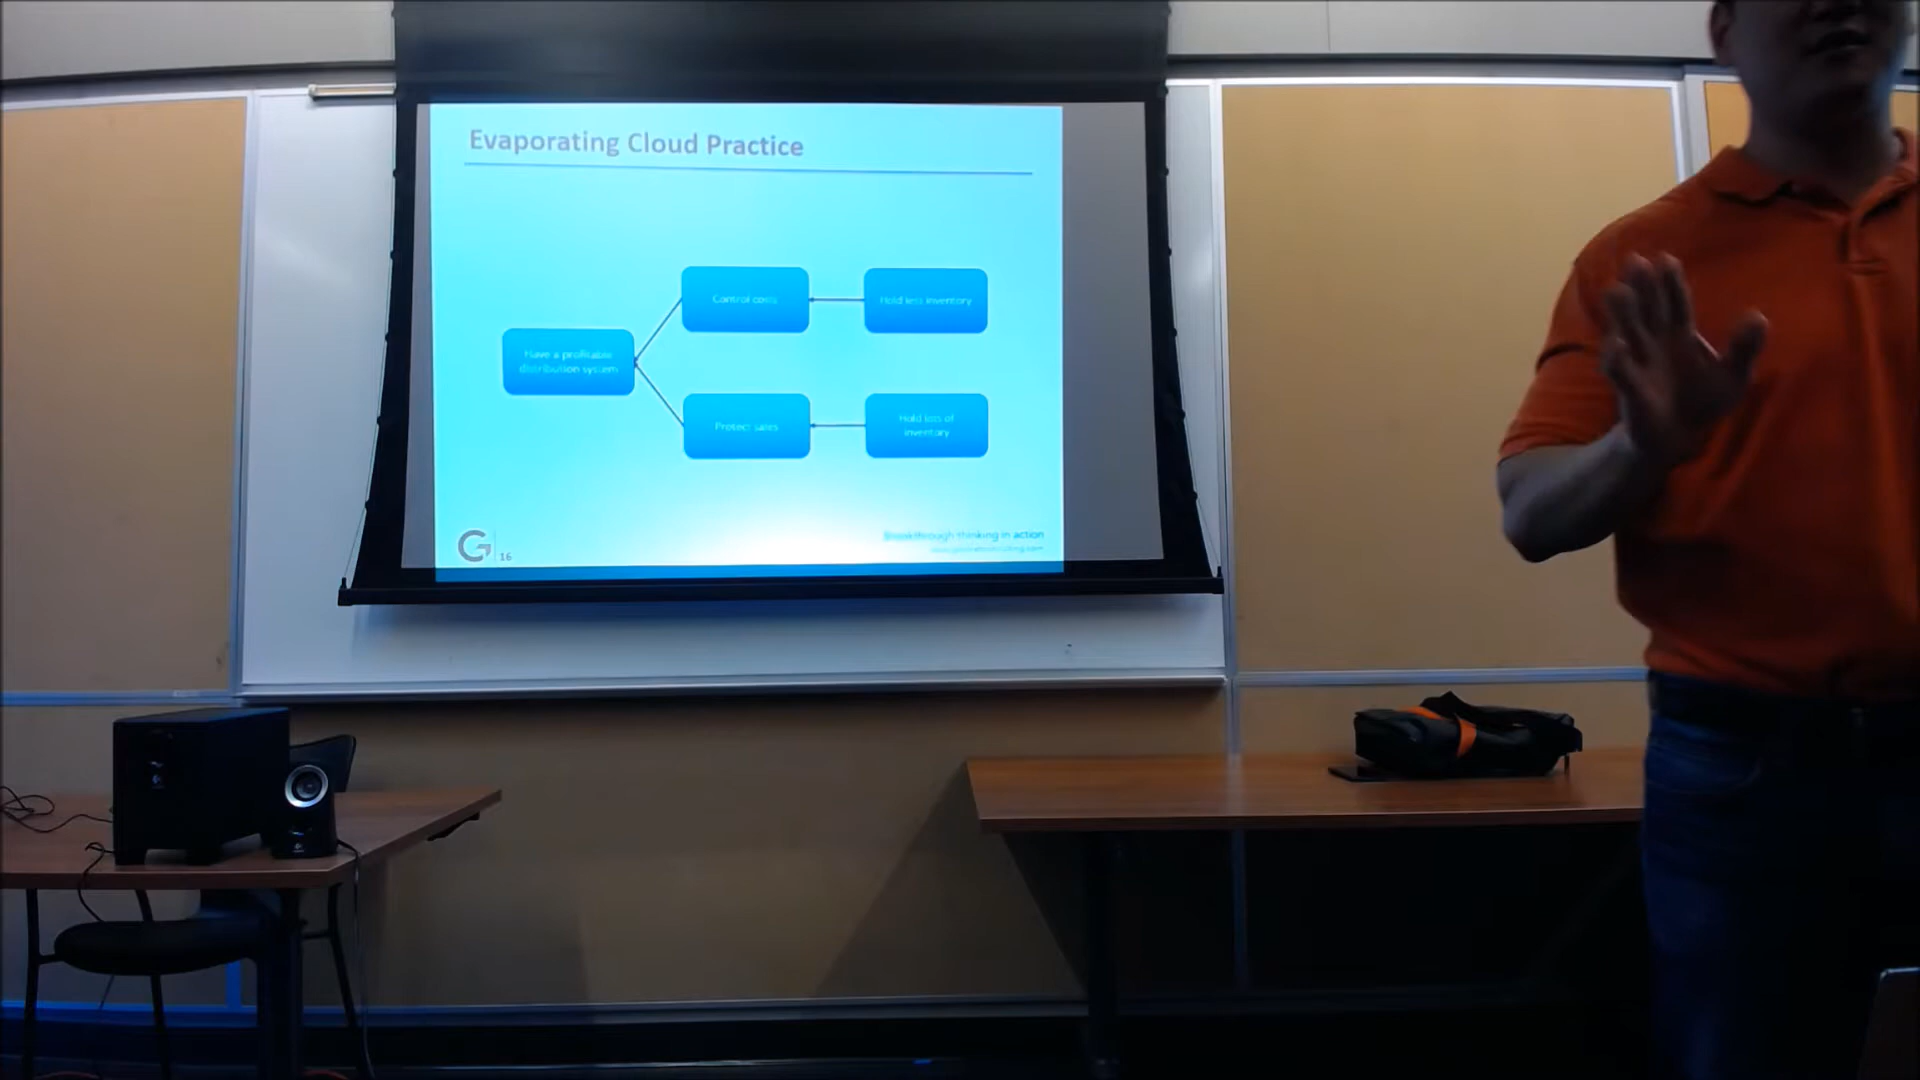 Evaporating Cloud Practice
Control costs
Hold less inventory
Have a profitable
distribution system
Protect sales
Hold lots of
inventory
Breakthrough thinking in action
G
16